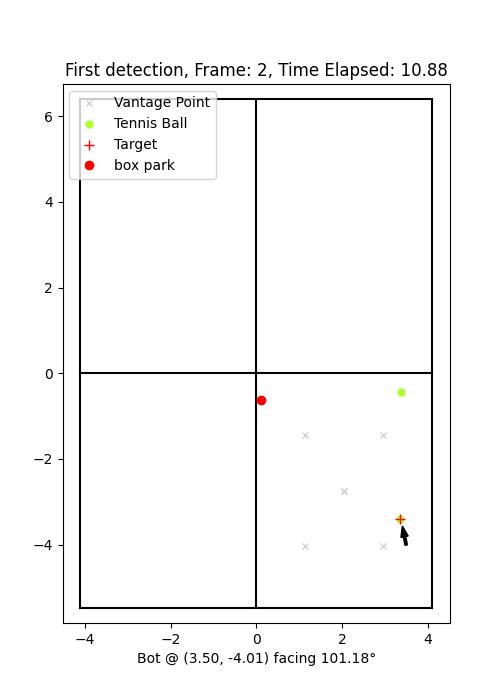 First detection, Frame: 2, Time Elapsed: 10.88
Vantage Point
Tennis Ball
Target
box park
6
4
2
0
−2
−4
−4
−2
0
2
4
Bot @ (3.50, -4.01) facing 101.18°